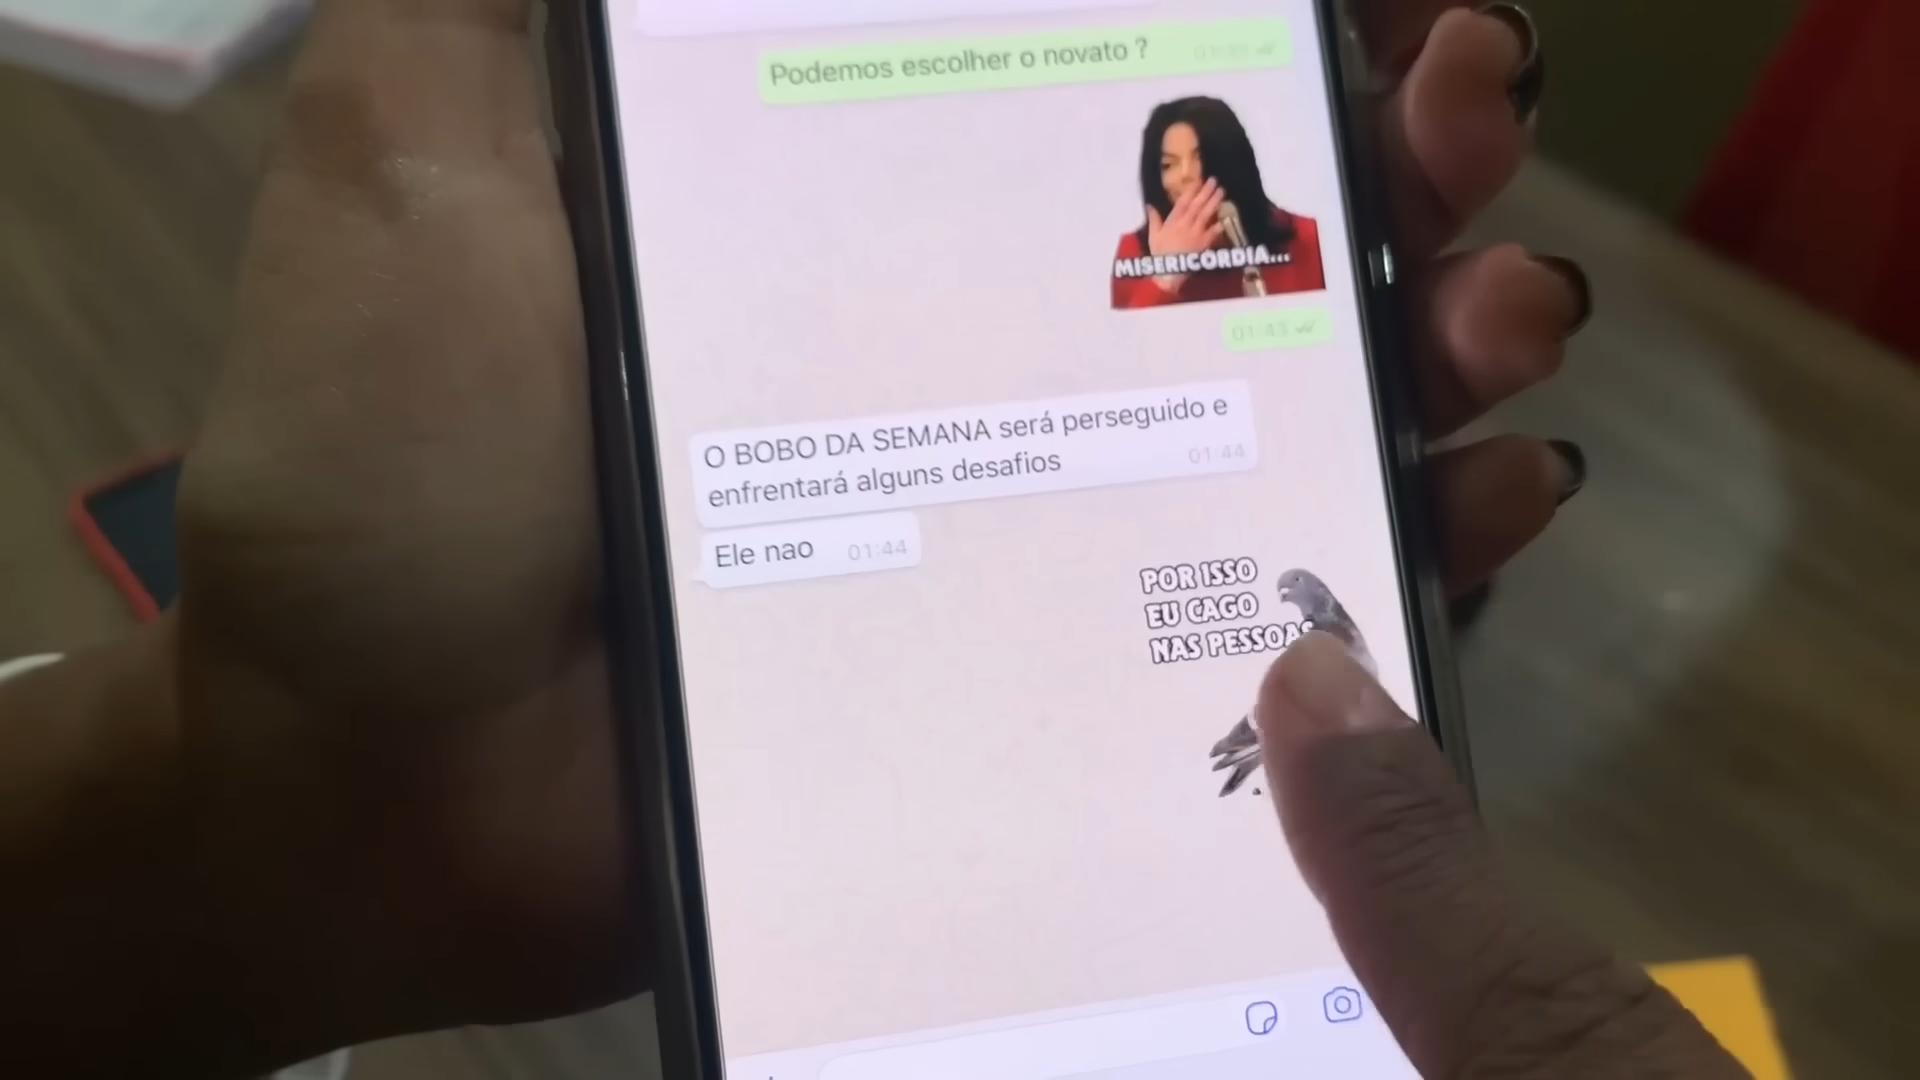 Podemos escolher o novato ?
MISERICÓRDIA...
01:43
O BOBO DA SEMANA será perseguido e
enfrentará alguns desafios
01:44
Ele nao
01:44
POR ISSO
EU CAGO
NAS PESSOAS